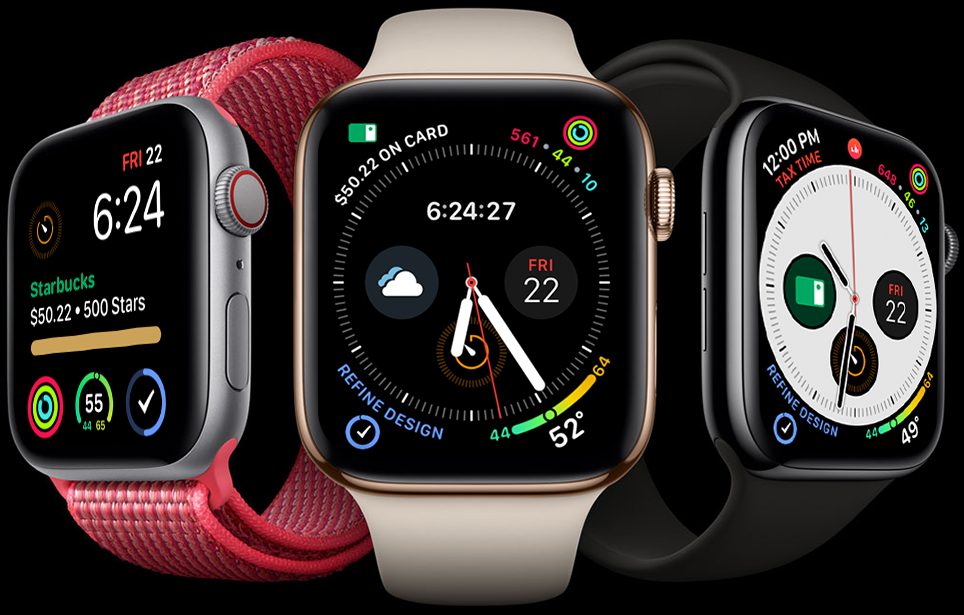 FRI 22
6:24
Starbucks
$50.22 • 500 Stars
55
44 65
$50.22 ON CARD
561 • 44 • 10
6:24:27
FRI
22
REFINE DESIGN
44
52°
64
12:00 PM
TAX TIME
648 • 46 • 13
FRI
22
REFINE DESIGN
44
49°
64